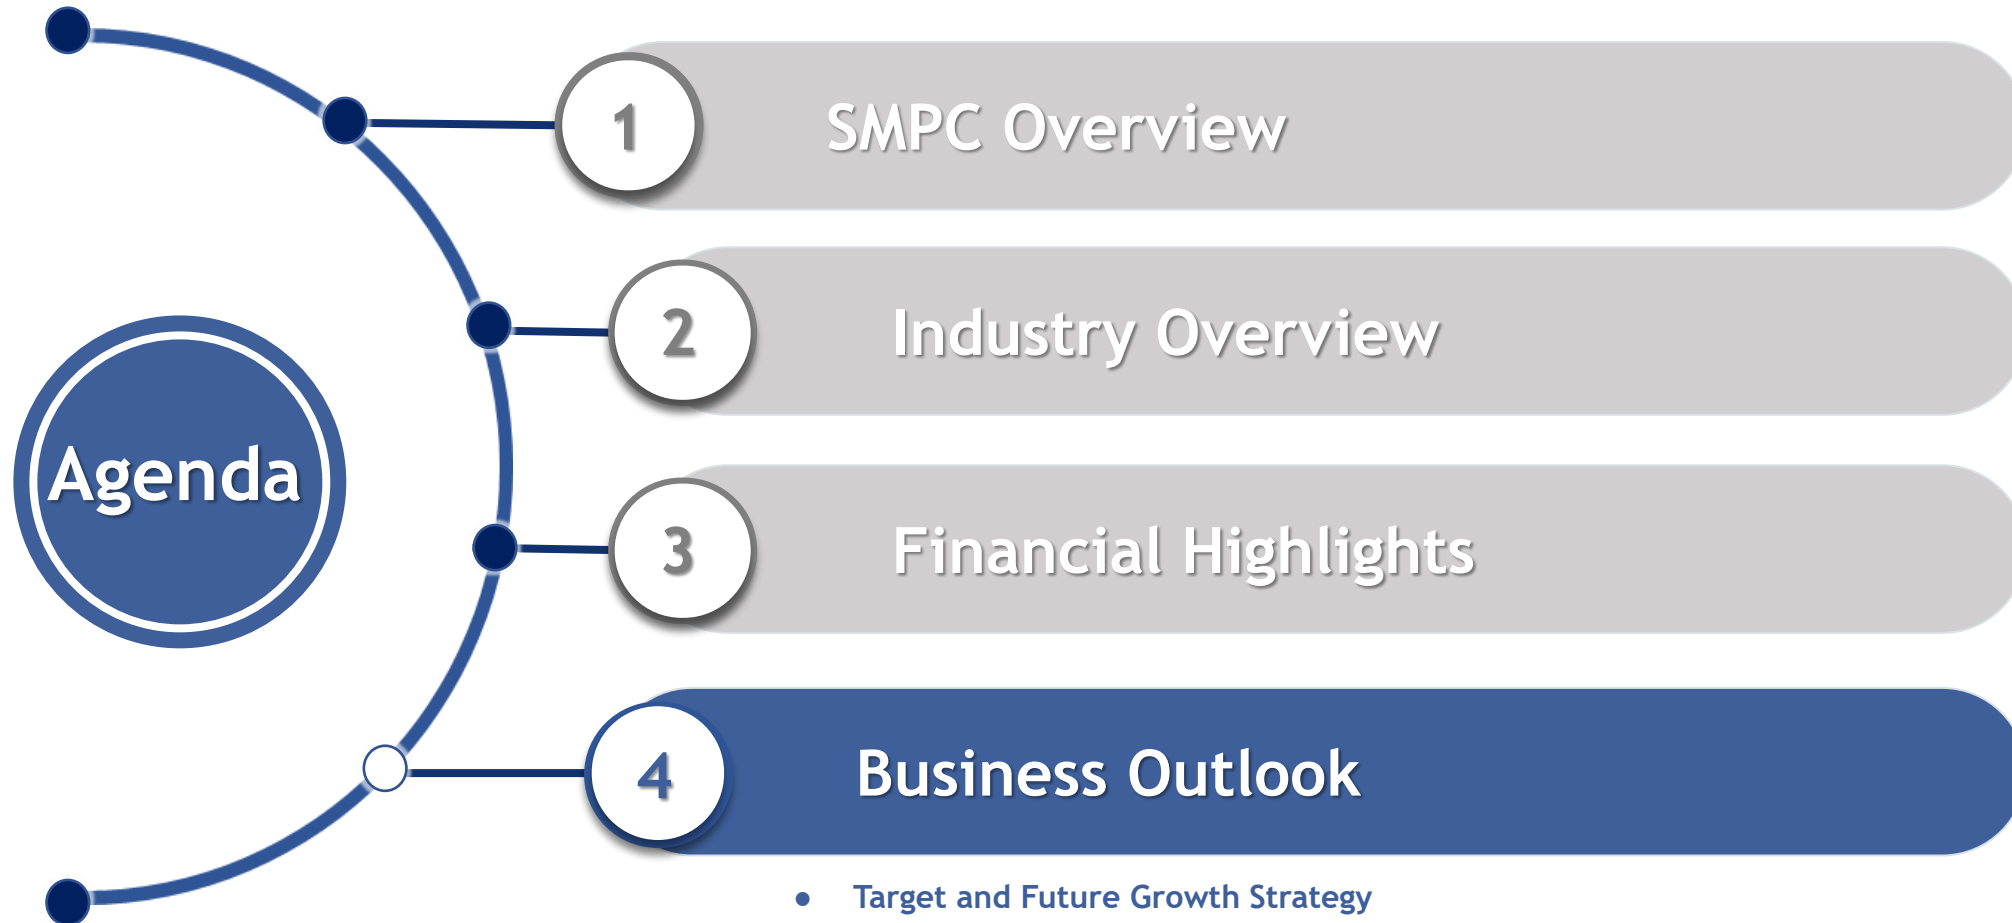 Agenda
1
SMPC Overview
2
Industry Overview
3
Financial Highlights
4
Business Outlook
● Target and Future Growth Strategy